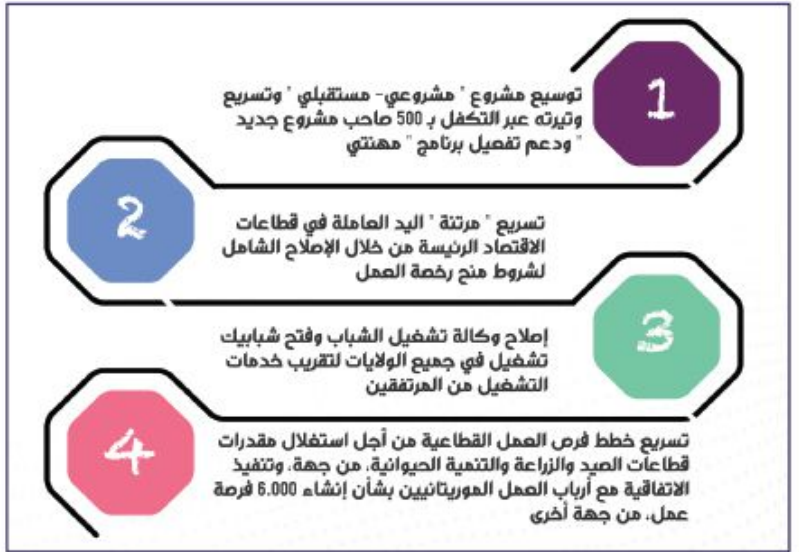 1
توسيع مشروع " مشروعي- مستقبلي " وتسريع
وتيرته عبر التكفل بـ 500 صاحب مشروع جديد
" ودعم تفعيل برنامج " مهنتي
2
تسريع " مرتنة " اليد العاملة في قطاعات
الاقتصاد الرئيسة من خلال الإصلاح الشامل
لشروط منح رخصة العمل
3
إصلاح وكالة تشغيل الشباب وفتح شبابيك
تشغيل في جميع الولايات لتقريب خدمات
التشغيل من المرتفقين
4
تسريع خطط فرص العمل القطاعية من أجل استغلال مقدرات
قطاعات الصيد والزراعة والتنمية الحيوانية، من جهة، وتنفيذ
الاتفاقية مع أرباب العمل الموريتانيين بشأن إنشاء 6,000 فرصة
عمل، من جهة أخرى